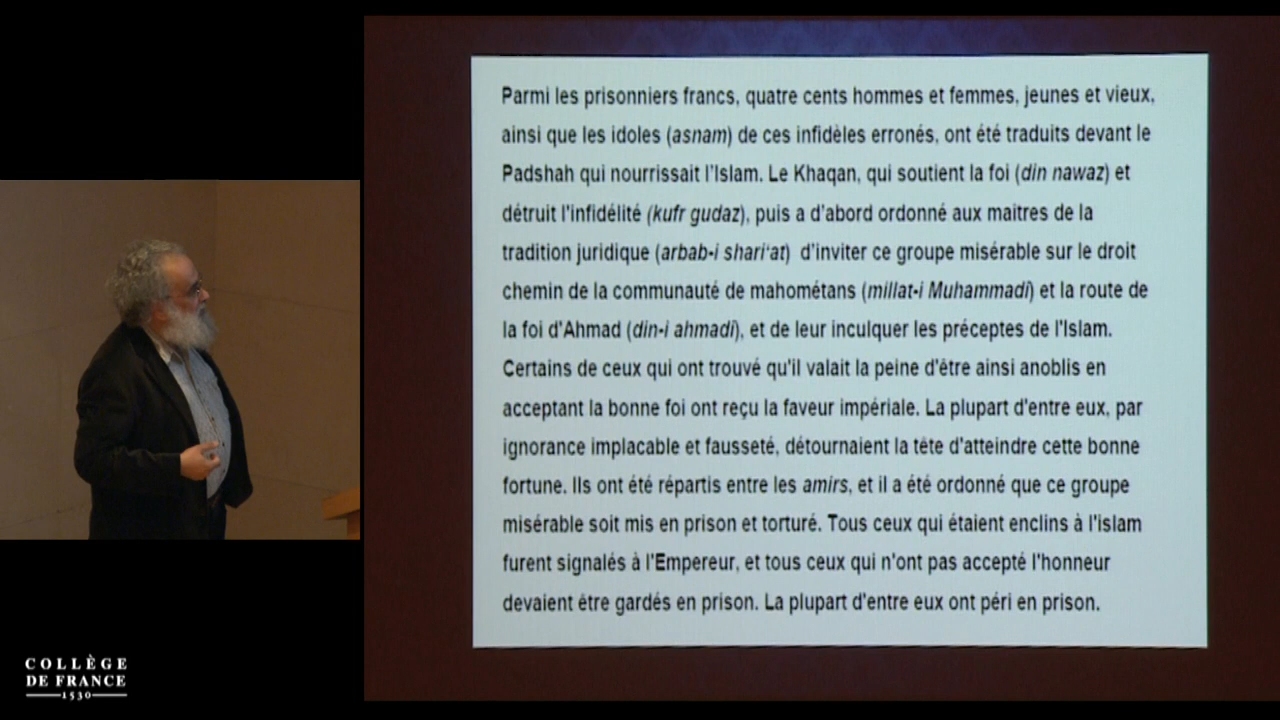 Parmi les prisonniers francs, quatre cents hommes et femmes, jeunes et vieux,
ainsi que les idoles (asnam) de ces infidèles erronés, ont été traduits devant le
Padshah qui nourrissait l'Islam. Le Khaqan, qui soutient la foi (din nawaz) et
détruit l'infidélité (kufr gudaz), puis a d'abord ordonné aux maîtres de la
tradition juridique (arbab-i shari'at) d'inviter ce groupe misérable sur le droit
chemin de la communauté de mahométans (millat-i Muhammadi) et la route de
la foi d'Ahmad (din-i ahmadi), et de leur inculquer les préceptes de l'Islam.
Certains de ceux qui ont trouvé qu'il valait la peine d'être ainsi anoblis en
acceptant la bonne foi ont reçu la faveur impériale. La plupart d'entre eux, par
ignorance implacable et fausseté, détournaient la tête d'atteindre cette bonne
fortune. Ils ont été répartis entre les amirs, et il a été ordonné que ce groupe
misérable soit mis en prison et torturé. Tous ceux qui étaient enclins à l'islam
furent signalés à l'Empereur, et tous ceux qui n'ont pas accepté l'honneur
devaient être gardés en prison. La plupart d'entre eux ont péri en prison.
COLLÈGE
DE FRANCE
1530